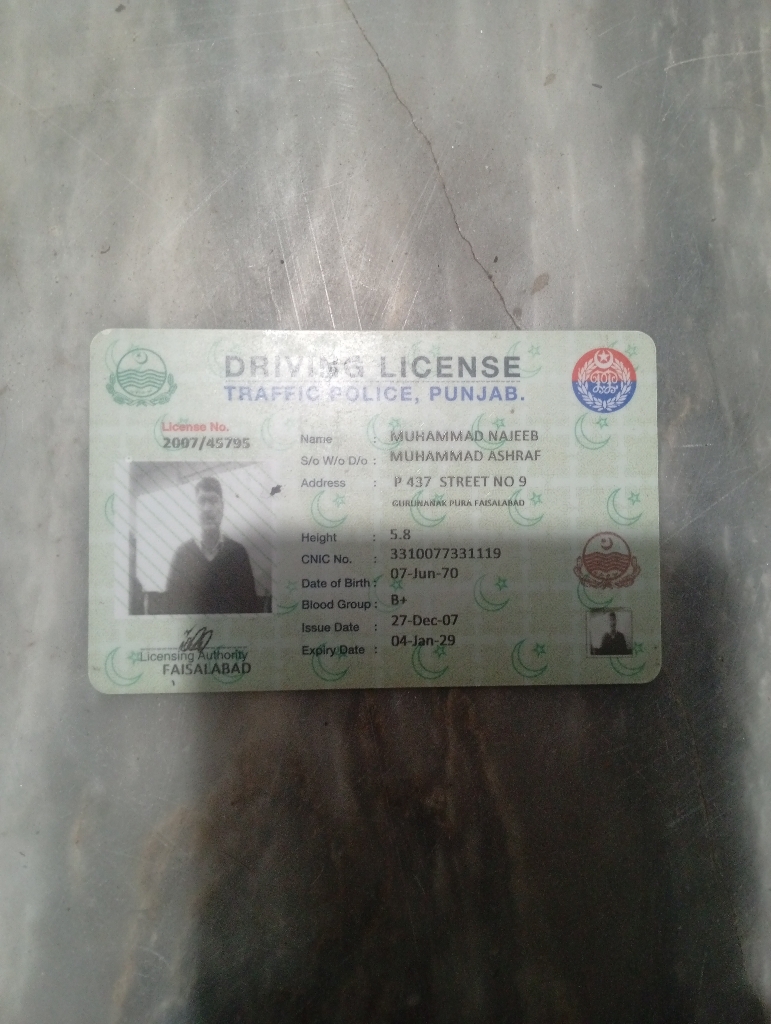 DRIVING LICENSE
TRAFFIC POLICE, PUNJAB.
License No.
2007/45795
Name : MUHAMMAD NAJEEB
S/o W/o D/o : MUHAMMAD ASHRAF
Address : P 437 STREET NO 9
GURUNANAK PURA FAISALABAD
Height : 5.8
CNIC No. : 3310077331119
Date of Birth : 07-Jun-70
Blood Group : B+
Issue Date : 27-Dec-07
Expiry Date : 04-Jan-29
Licensing Authority
FAISALABAD